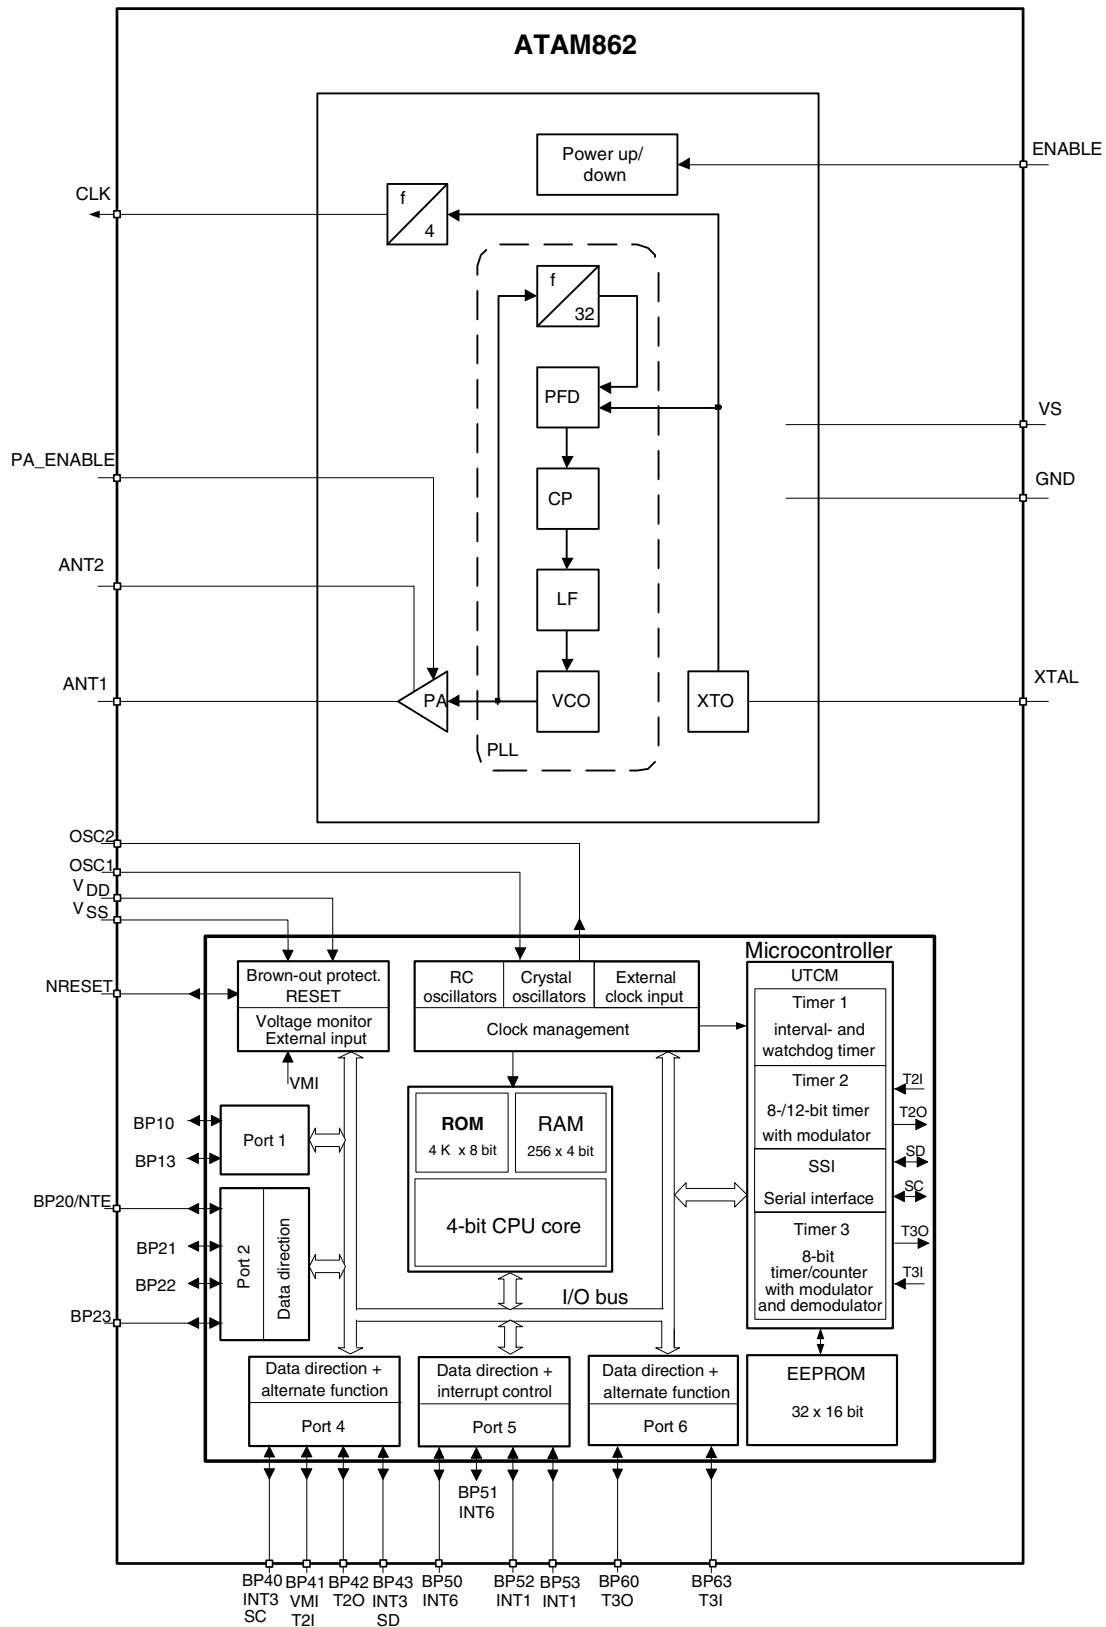 ATAM862
Power up/
down
ENABLE
CLK
f
4
f
32
PFD
VS
PA_ENABLE
GND
CP
ANT2
LF
ANT1
PA
VCO
XTO
XTAL
PLL
OSC2
OSC1
V DD
V SS
Microcontroller
NRESET
Brown-out protect.
RESET
Voltage monitor
External input
VMI
RC
oscillators
Crystal
oscillators
External
clock input
Clock management
UTCM
Timer 1
interval- and
watchdog timer
Timer 2
8-/12-bit timer
with modulator
SSI
Serial interface
Timer 3
8-bit
timer/counter
with modulator
and demodulator
T2I
T2O
SD
SC
T3O
T3I
ROM
4 K x 8 bit
RAM
256 x 4 bit
4-bit CPU core
BP10
BP13
Port 1
BP20/NTE
BP21
BP22
BP23
Port 2
Data direction
I/O bus
Data direction +
alternate function
Port 4
Data direction +
interrupt control
Port 5
Data direction +
alternate function
Port 6
EEPROM
32 x 16 bit
BP51
INT6
BP40
INT3
SC
BP41
VMI
T2I
BP42
T2O
BP43
INT3
SD
BP50
INT6
BP52
INT1
BP53
INT1
BP60
T3O
BP63
T3I